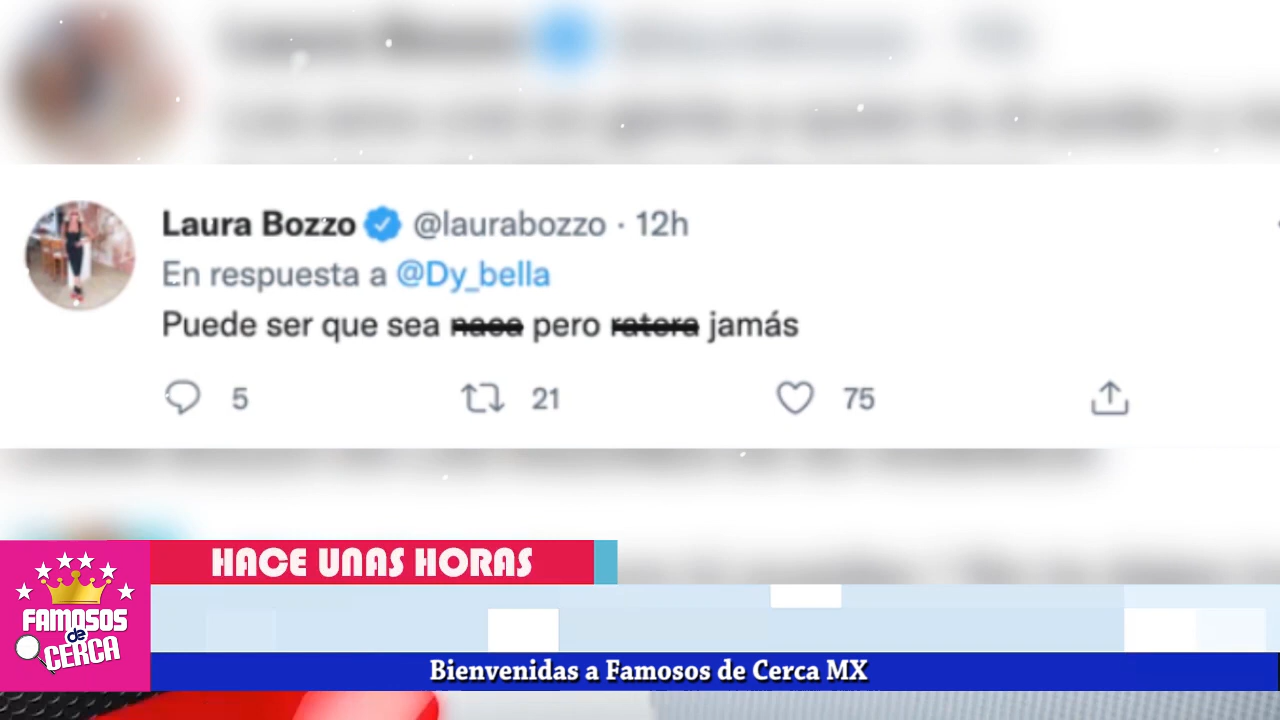 Laura Bozzo @laurabozzo · 12h
En respuesta a @Dy_bella
Puede ser que sea naca pero ratera jamás
5 21 75
HACE UNAS HORAS
FAMOSOS
de
CERCA
Bienvenidas a Famosos de Cerca MX